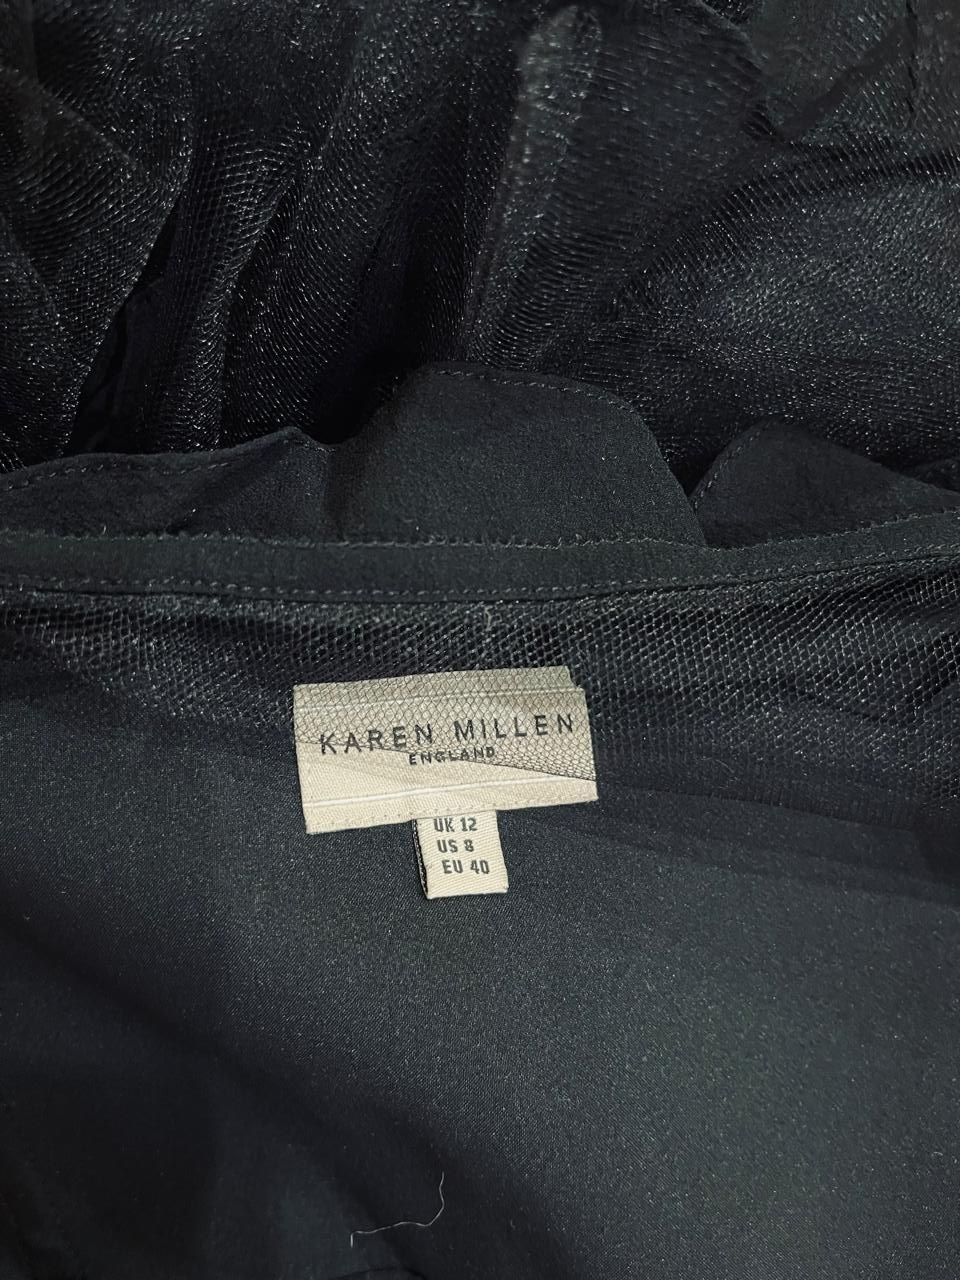 KAREN MILLEN
ENGLAND
UK 12
US 8
EU 40